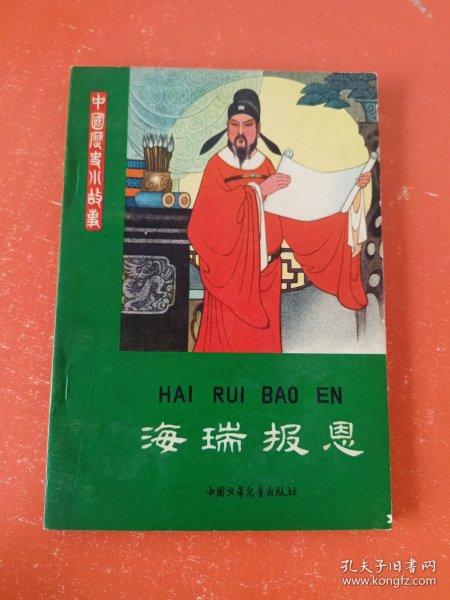 中國歷史小故事
HAI RUI BAO EN
海瑞报恩
中国少年儿童出版社
孔夫子旧书网
www.kongfz.com